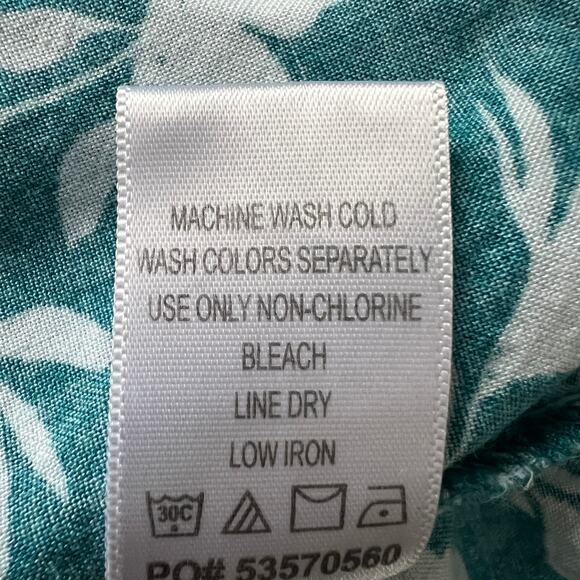 MACHINE WASH COLD
WASH COLORS SEPARATELY
USE ONLY NON-CHLORINE
BLEACH
LINE DRY
LOW IRON
30C
PO# 53570560